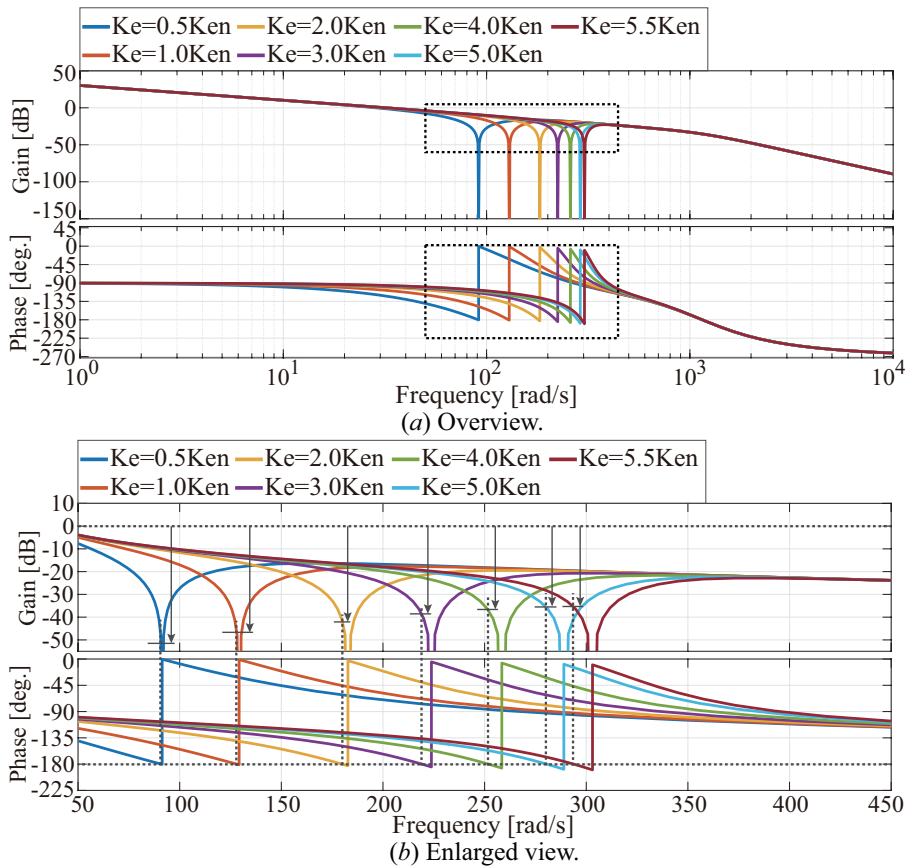 Ke=0.5Ken Ke=2.0Ken Ke=4.0Ken Ke=5.5Ken
Ke=1.0Ken Ke=3.0Ken Ke=5.0Ken
50
0
-50
-100
-150
Gain [dB]
45
0
-45
-90
-135
-180
-225
-270
Phase [deg.]
10^0 10^1 10^2 10^3 10^4
Frequency [rad/s]
(a) Overview.
Ke=0.5Ken Ke=2.0Ken Ke=4.0Ken Ke=5.5Ken
Ke=1.0Ken Ke=3.0Ken Ke=5.0Ken
10
0
-10
-20
-30
-40
-50
Gain [dB]
0
-45
-90
-135
-180
-225
Phase [deg.]
50 100 150 200 250 300 350 400 450
Frequency [rad/s]
(b) Enlarged view.